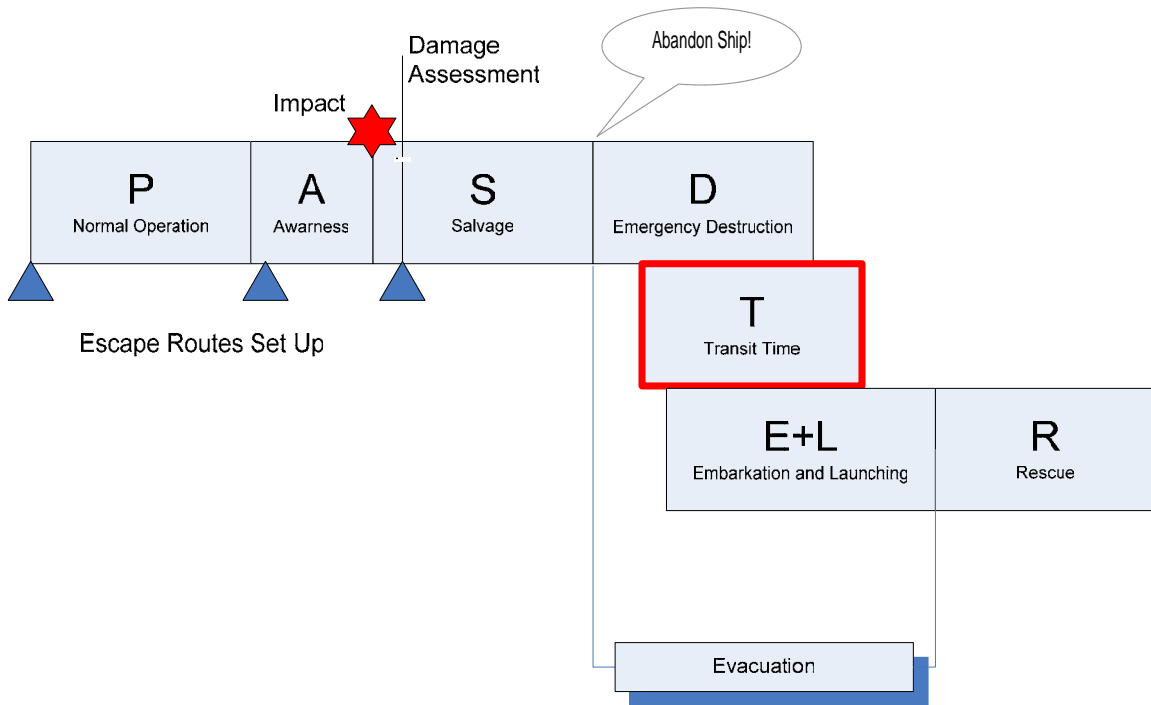 Abandon Ship!
Damage
Assessment
Impact
P
Normal Operation
A
Awarness
S
Salvage
D
Emergency Destruction
T
Transit Time
Escape Routes Set Up
E+L
Embarkation and Launching
R
Rescue
Evacuation